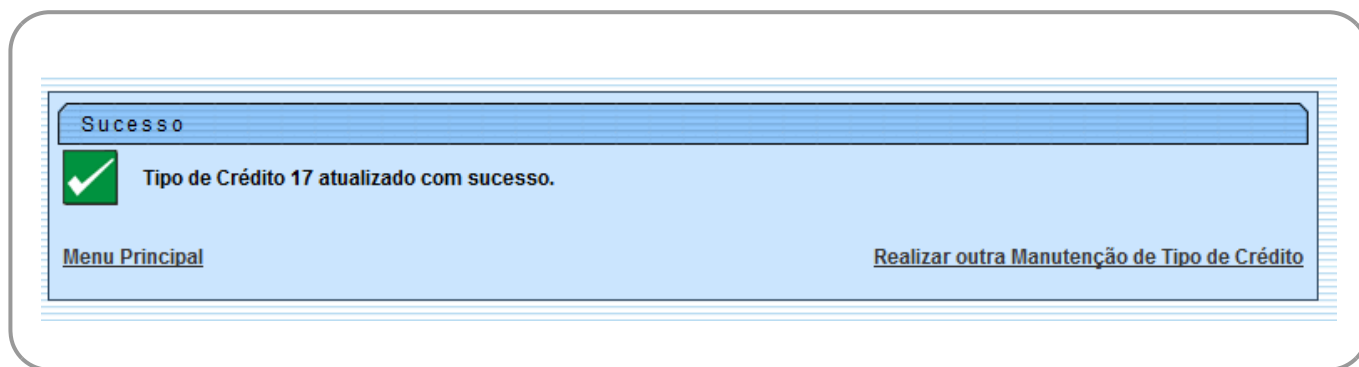 Sucesso
Tipo de Crédito 17 atualizado com sucesso.
Menu Principal
Realizar outra Manutenção de Tipo de Crédito